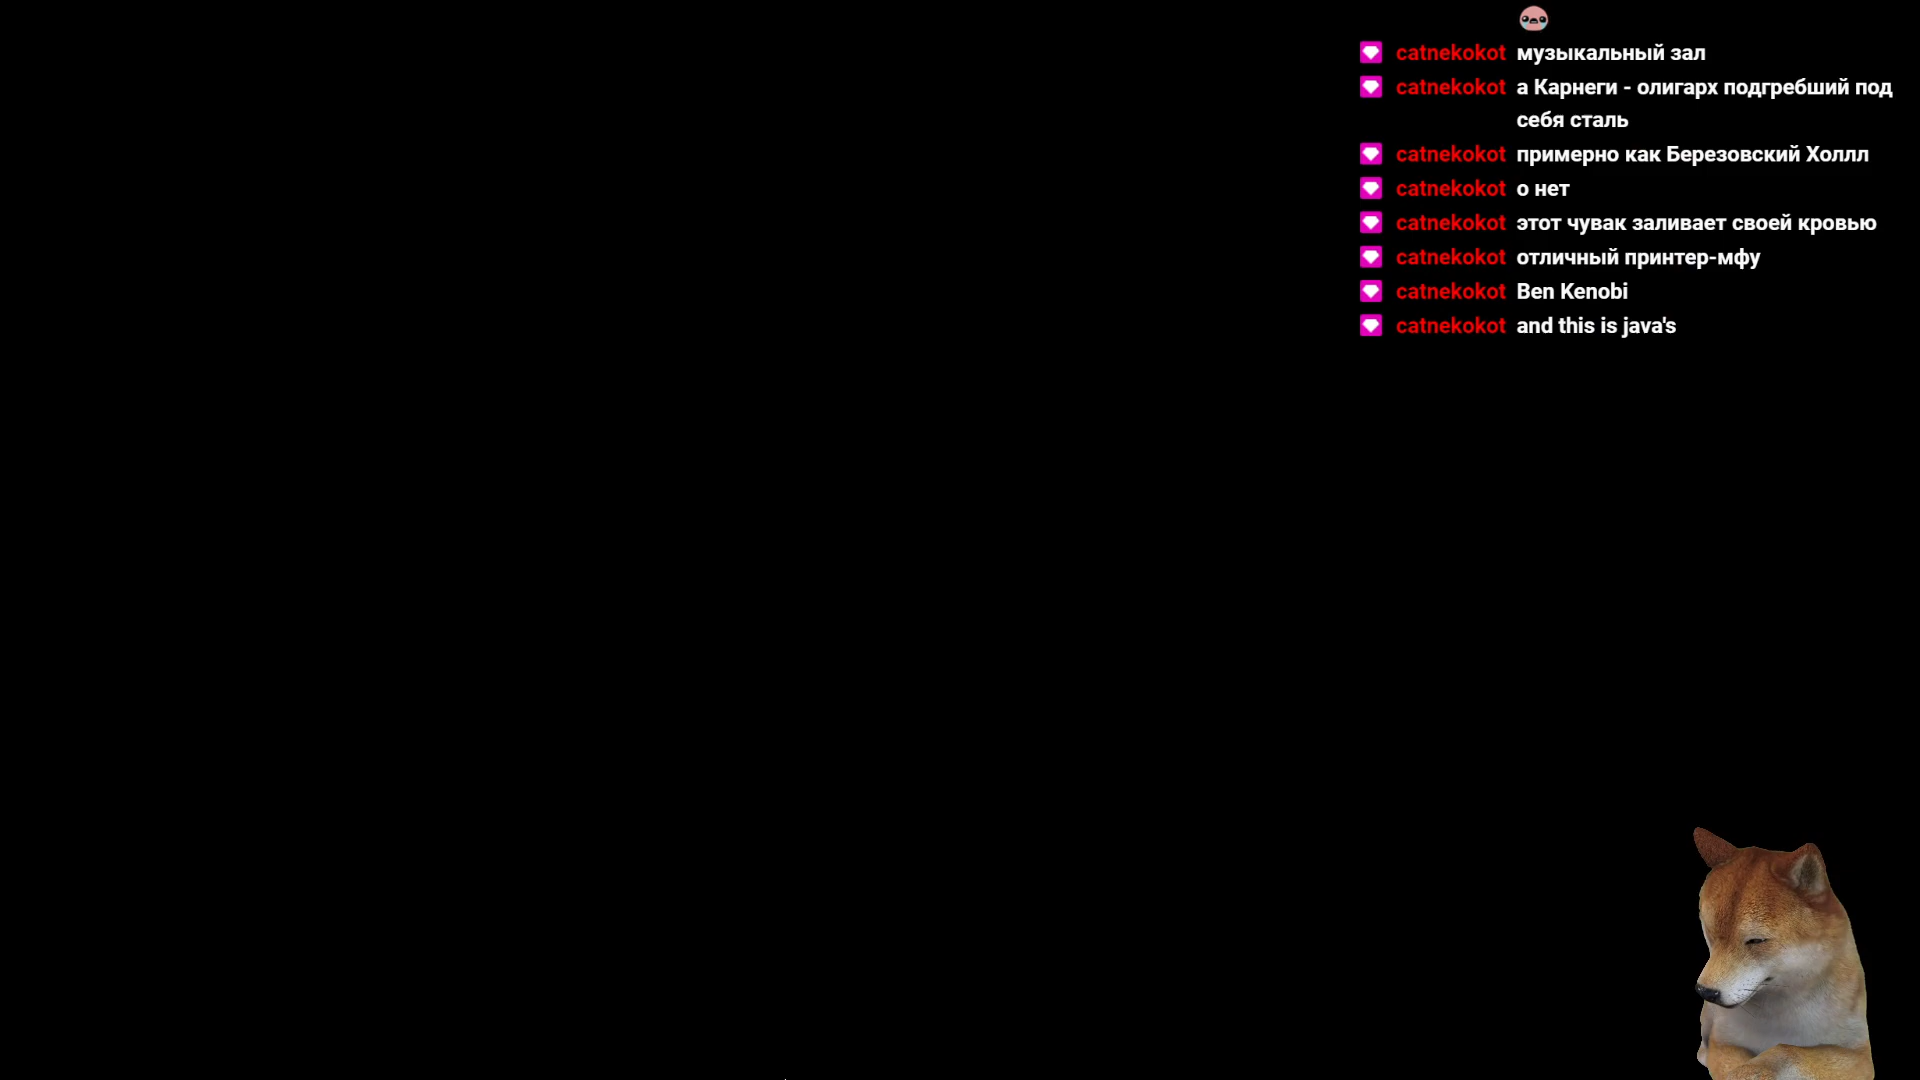 catnekokot музыкальный зал
catnekokot а Карнеги - олигарх подгребший под
себя сталь
catnekokot примерно как Березовский Холлл
catnekokot о нет
catnekokot этот чувак заливает своей кровью
catnekokot отличный принтер-мфу
catnekokot Ben Kenobi
catnekokot and this is java's